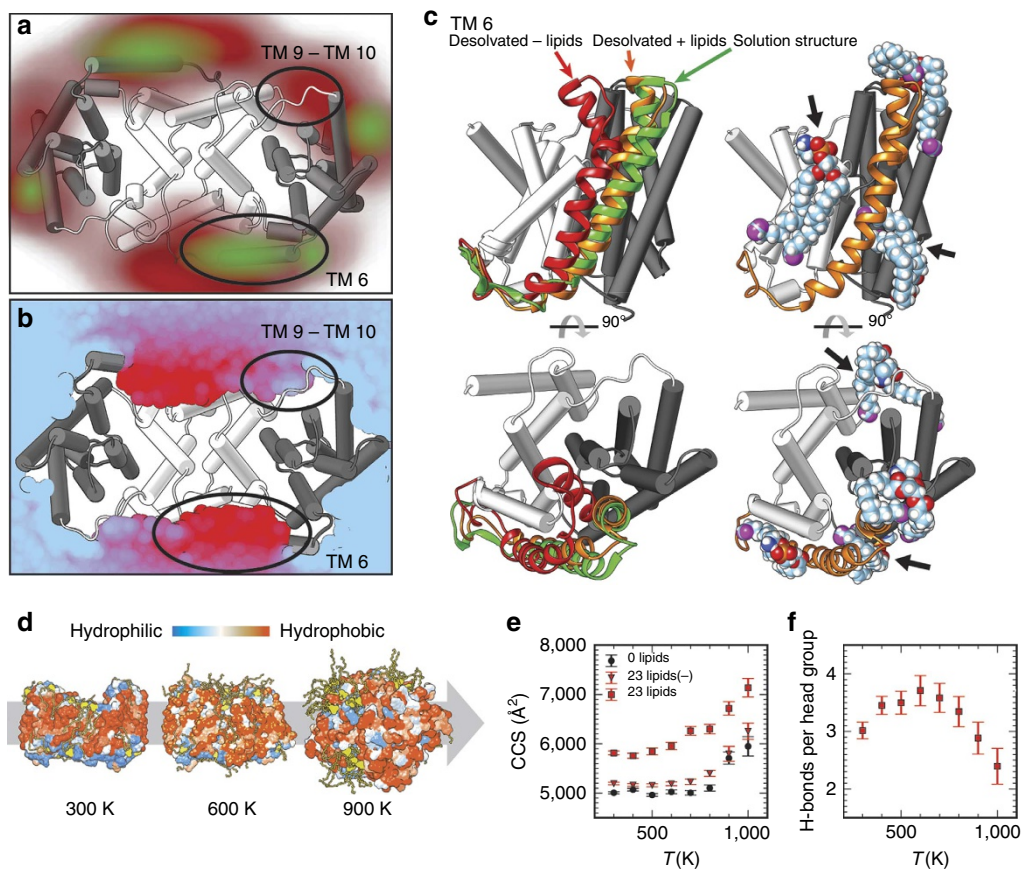 a
TM 9 – TM 10
TM 6
b
TM 9 – TM 10
TM 6
c
TM 6
Desolvated – lipids
Desolvated + lipids
Solution structure
90°
90°
d
Hydrophilic
Hydrophobic
300 K
600 K
900 K
e
8,000
7,000
6,000
5,000
CCS (Å²)
0 lipids
23 lipids(–)
23 lipids
500
1,000
T(K)
f
4
3
2
H-bonds per head group
500
1,000
T(K)